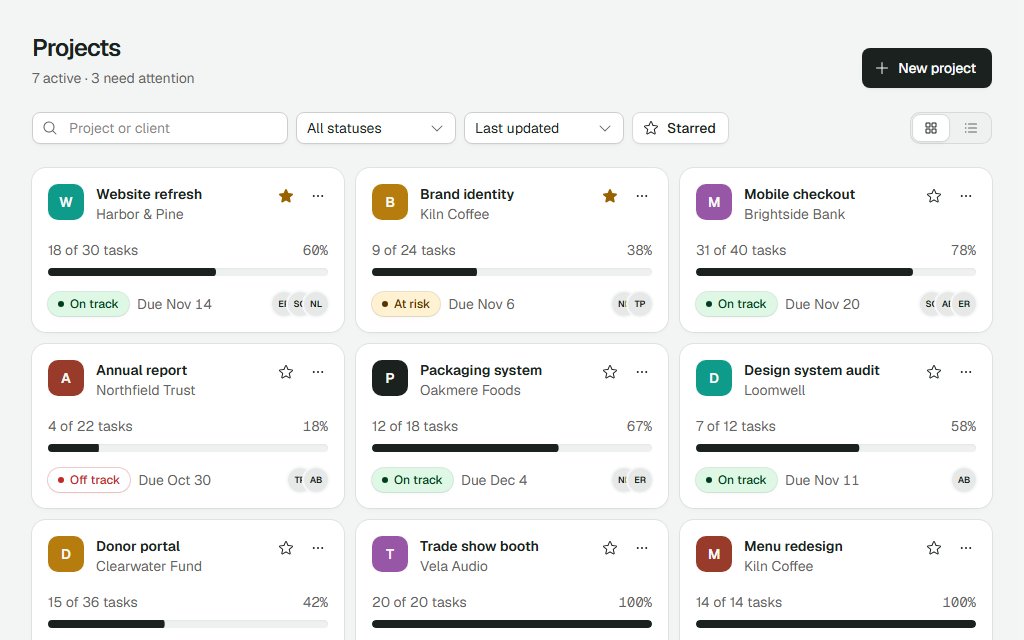 Projects
7 active · 3 need attention
New project
Project or client
All statuses
Last updated
Starred
W
Website refresh
Harbor & Pine
18 of 30 tasks
60%
On track
Due Nov 14
NL
B
Brand identity
Kiln Coffee
9 of 24 tasks
38%
At risk
Due Nov 6
TP
M
Mobile checkout
Brightside Bank
31 of 40 tasks
78%
On track
Due Nov 20
ER
A
Annual report
Northfield Trust
4 of 22 tasks
18%
Off track
Due Oct 30
AB
P
Packaging system
Oakmere Foods
12 of 18 tasks
67%
On track
Due Dec 4
ER
D
Design system audit
Loomwell
7 of 12 tasks
58%
On track
Due Nov 11
AB
D
Donor portal
Clearwater Fund
15 of 36 tasks
42%
T
Trade show booth
Vela Audio
20 of 20 tasks
100%
M
Menu redesign
Kiln Coffee
14 of 14 tasks
100%